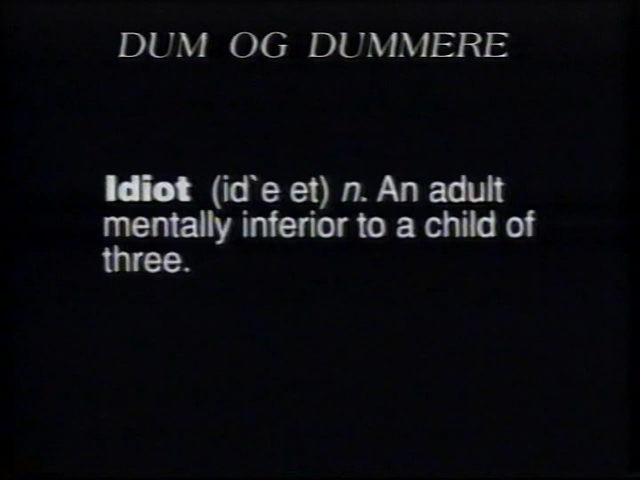 DUM OG DUMMERE
Idiot (id`e et) n. An adult
mentally inferior to a child of
three.